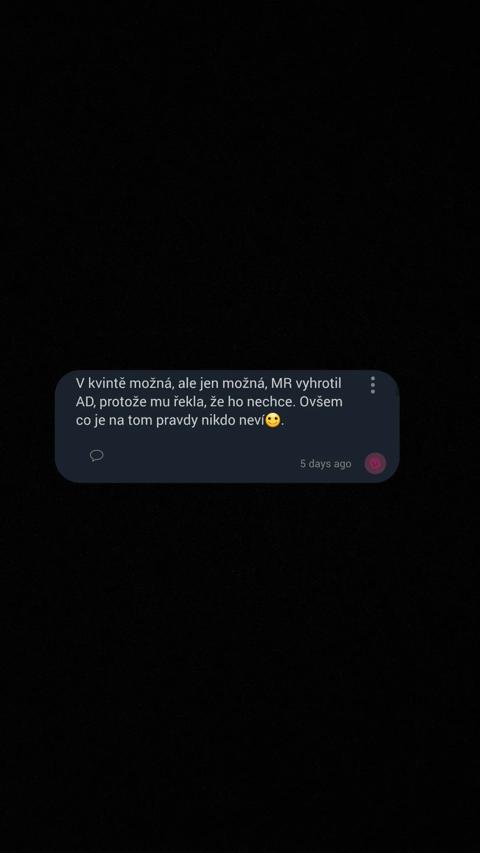 V kvintě možná, ale jen možná, MR vyhrotil
AD, protože mu řekla, že ho nechce. Ovšem
co je na tom pravdy nikdo neví🙂.
5 days ago